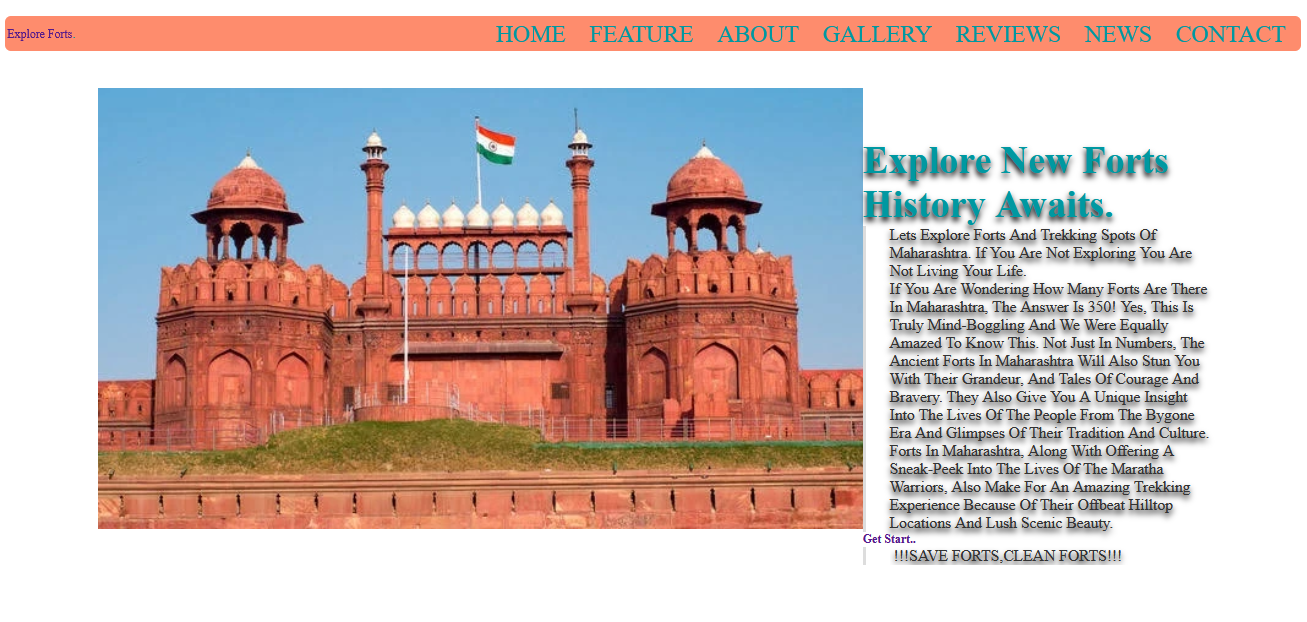 Explore Forts.
HOME FEATURE ABOUT GALLERY REVIEWS NEWS CONTACT
Explore New Forts
History Awaits.
Lets Explore Forts And Trekking Spots Of
Maharashtra. If You Are Not Exploring You Are
Not Living Your Life.
If You Are Wondering How Many Forts Are There
In Maharashtra, The Answer Is 350! Yes, This Is
Truly Mind-Boggling And We Were Equally
Amazed To Know This. Not Just In Numbers, The
Ancient Forts In Maharashtra Will Also Stun You
With Their Grandeur, And Tales Of Courage And
Bravery. They Also Give You A Unique Insight
Into The Lives Of The People From The Bygone
Era And Glimpses Of Their Tradition And Culture.
Forts In Maharashtra, Along With Offering A
Sneak-Peek Into The Lives Of The Maratha
Warriors, Also Make For An Amazing Trekking
Experience Because Of Their Offbeat Hilltop
Locations And Lush Scenic Beauty.
Get Start..
!!!SAVE FORTS,CLEAN FORTS!!!